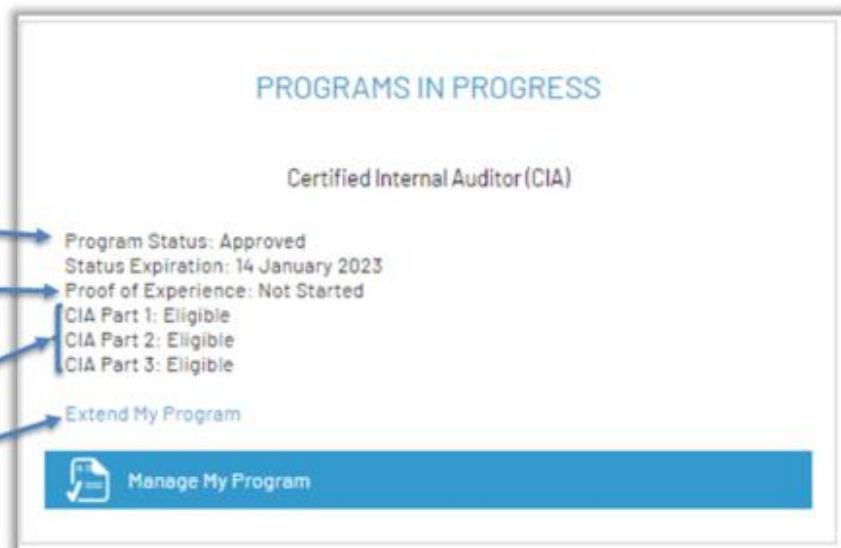 PROGRAMS IN PROGRESS
Certified Internal Auditor (CIA)
Program Status: Approved
Status Expiration: 14 January 2023
Proof of Experience: Not Started
CIA Part 1: Eligible
CIA Part 2: Eligible
CIA Part 3: Eligible
Extend My Program
Manage My Program